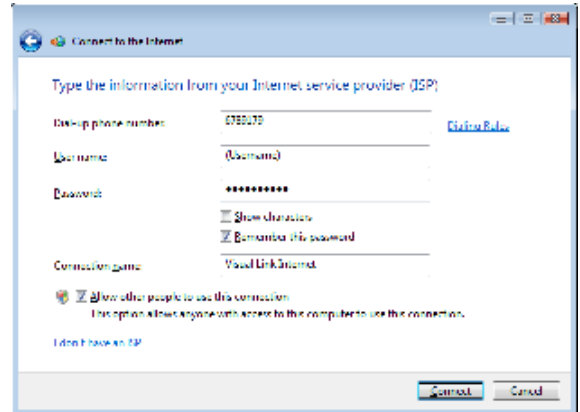 Connect to the Internet
Type the information from your Internet service provider (ISP)
Dial-up phone number: 6789179 Dialing Rules
User name: (Username)
Password: ●●●●●●●●●●
Show characters
Remember this password
Connection name: Visual Link Internet
Allow other people to use this connection
This option allows anyone with access to this computer to use this connection.
I don't have an ISP
Connect Cancel